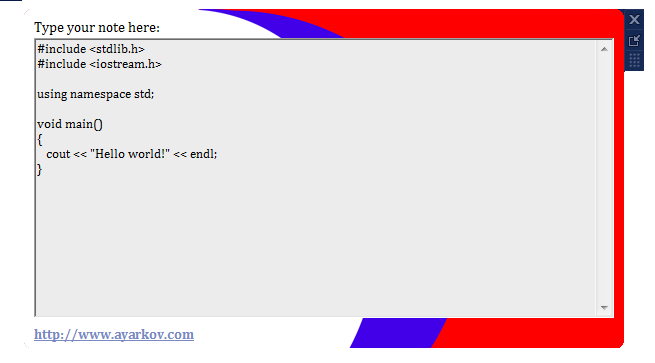 Type your note here:
#include <stdlib.h>
#include <iostream.h>

using namespace std;

void main()
{
   cout << "Hello world!" << endl;
}
http://www.ayarkov.com